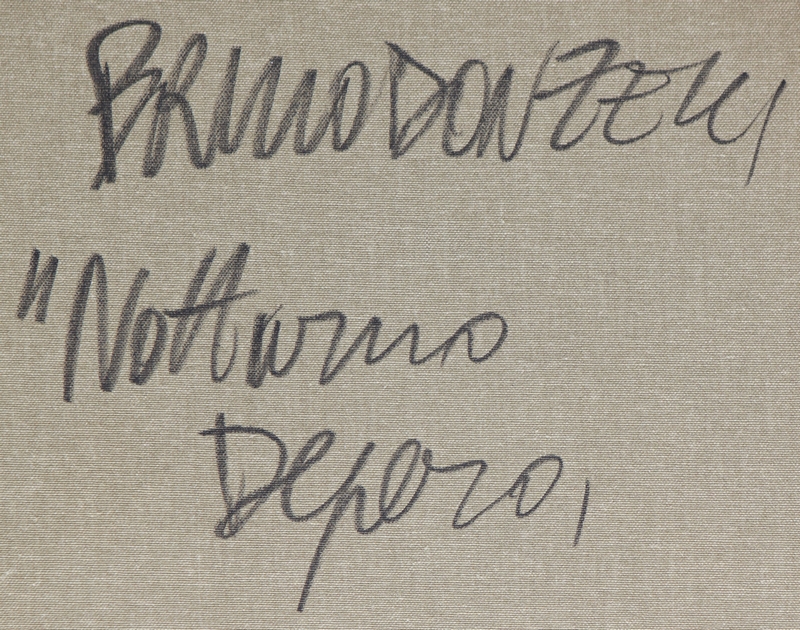 BRUNO DONZELLI
"Notturno
Depero,